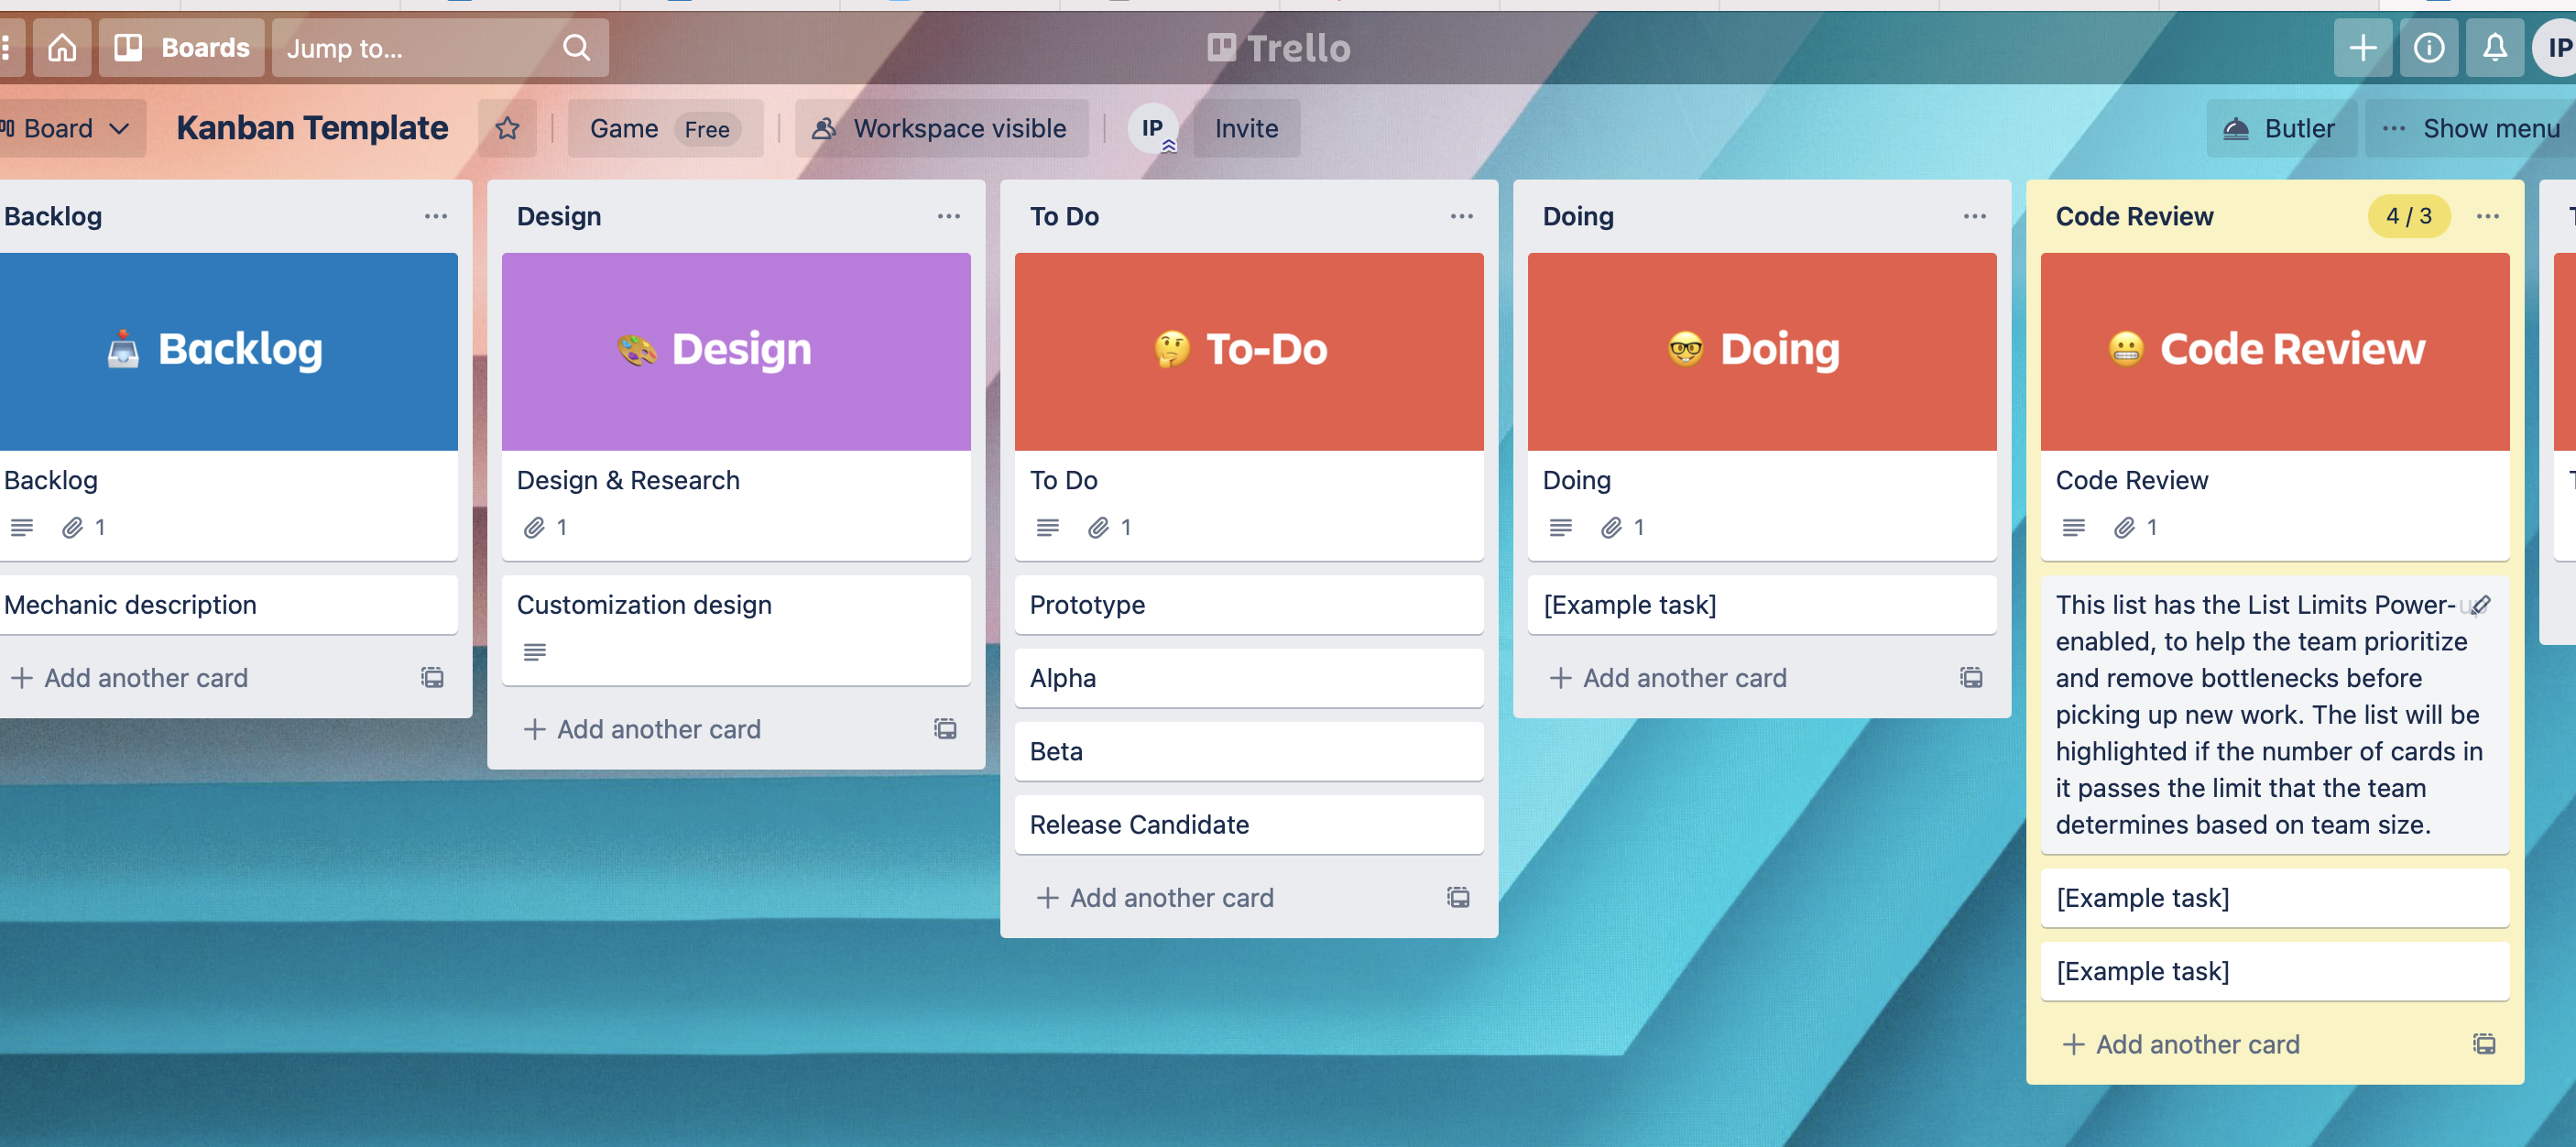 Boards
Jump to...
Trello
IP
Board
Kanban Template
Game Free
Workspace visible
IP
Invite
Butler
Show menu
Backlog
Backlog
Backlog
1
Mechanic description
Add another card
Design
Design
Design & Research
1
Customization design
Add another card
To Do
To-Do
To Do
1
Prototype
Alpha
Beta
Release Candidate
Add another card
Doing
Doing
Doing
1
[Example task]
Add another card
Code Review
4 / 3
Code Review
Code Review
1
This list has the List Limits Power-up
enabled, to help the team prioritize
and remove bottlenecks before
picking up new work. The list will be
highlighted if the number of cards in
it passes the limit that the team
determines based on team size.
[Example task]
[Example task]
Add another card